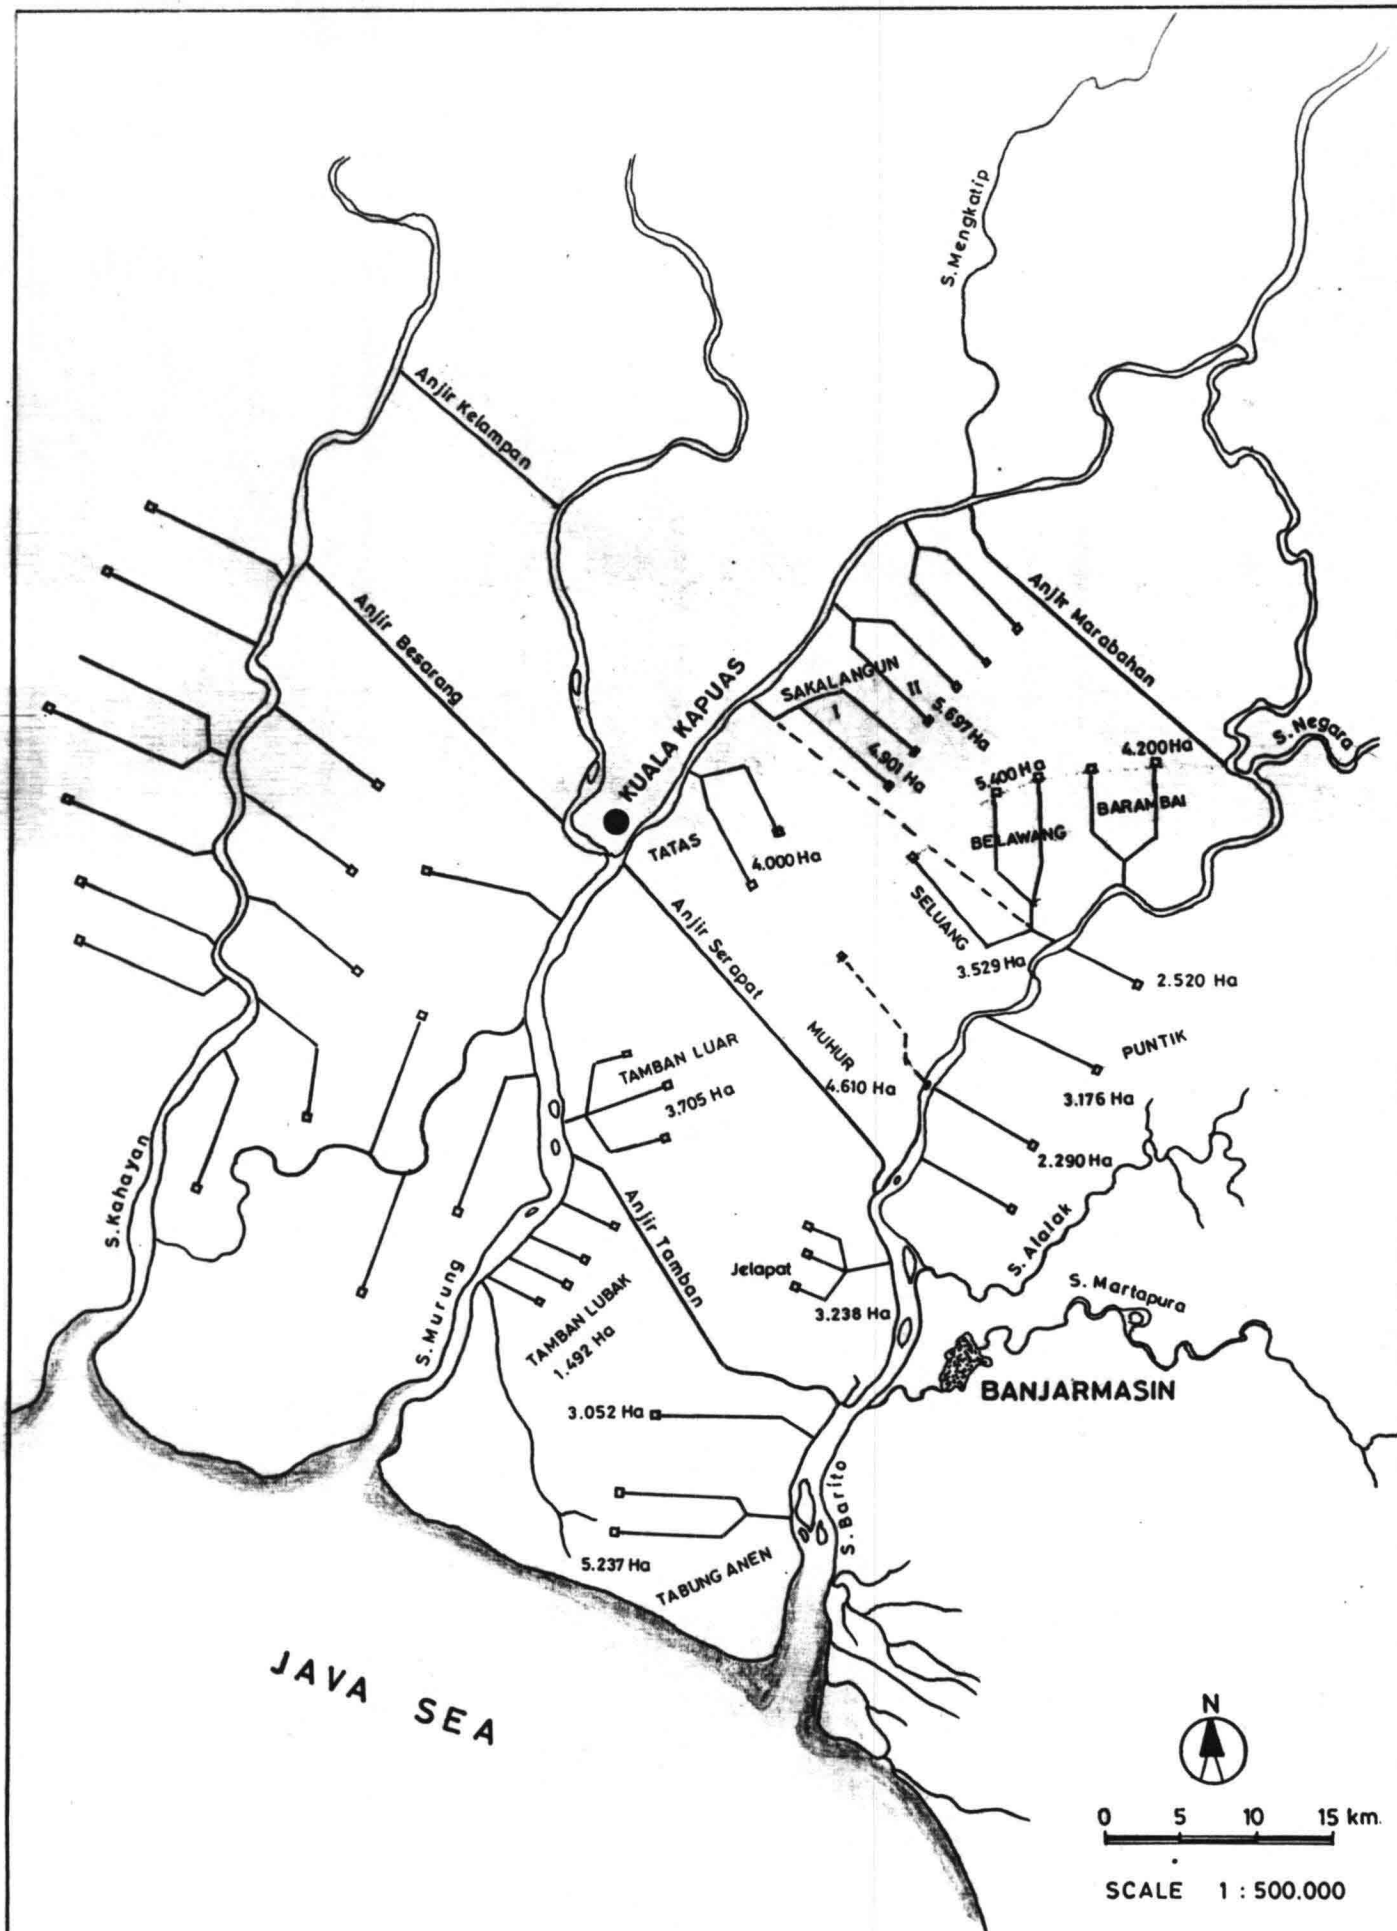 S. Mengkatip
Anjir Kelampan
Anjir Besarang
Anjir Marabahan
KUALA KAPUAS
SAKALANGUN
I
II
5.697 Ha
4.901 Ha
S. Negara
4.200 Ha
5.400 Ha
BARAMBAI
BELAWANG
TATAS
4.000 Ha
SELUANG
3.529 Ha
Anjir Serapat
2.520 Ha
MUHUR
4.610 Ha
PUNTIK
3.176 Ha
TAMBAN LUAR
3.705 Ha
2.290 Ha
S. Kahayan
Anjir Tamban
S. Alalak
S. Murung
Jelapat
3.238 Ha
S. Martapura
TAMBAN LUBAK
1.492 Ha
BANJARMASIN
3.052 Ha
S. Barito
5.237 Ha
TABUNG ANEN
JAVA SEA
N
0 5 10 15 km.
SCALE 1 : 500.000